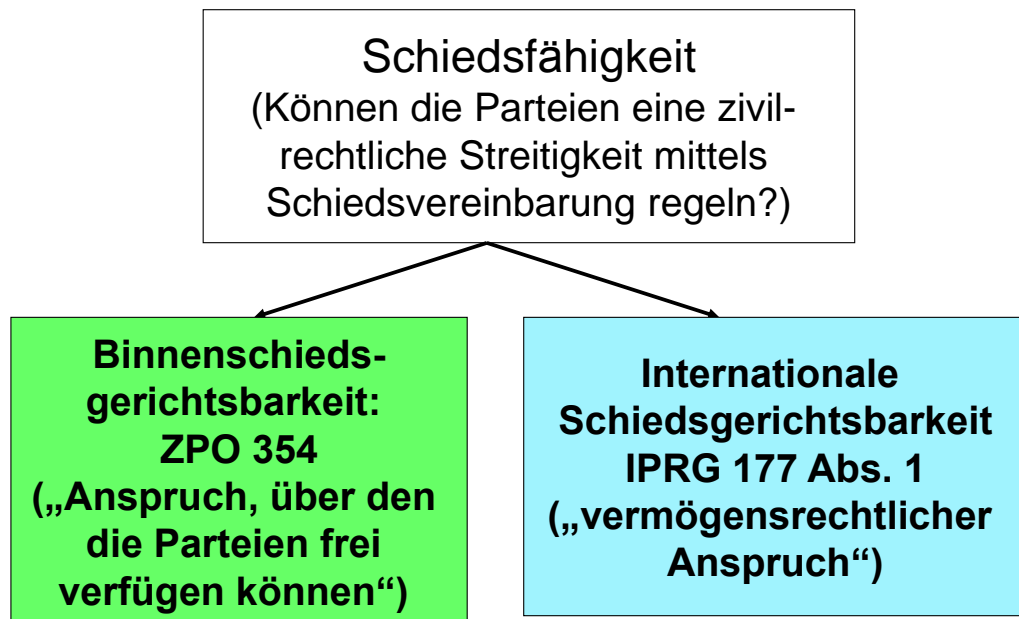 Schiedsfähigkeit
(Können die Parteien eine zivil-
rechtliche Streitigkeit mittels
Schiedsvereinbarung regeln?)
Binnenschieds-
gerichtsbarkeit:
ZPO 354
(„Anspruch, über den
die Parteien frei
verfügen können“)
Internationale
Schiedsgerichtsbarkeit
IPRG 177 Abs. 1
(„vermögensrechtlicher
Anspruch“)